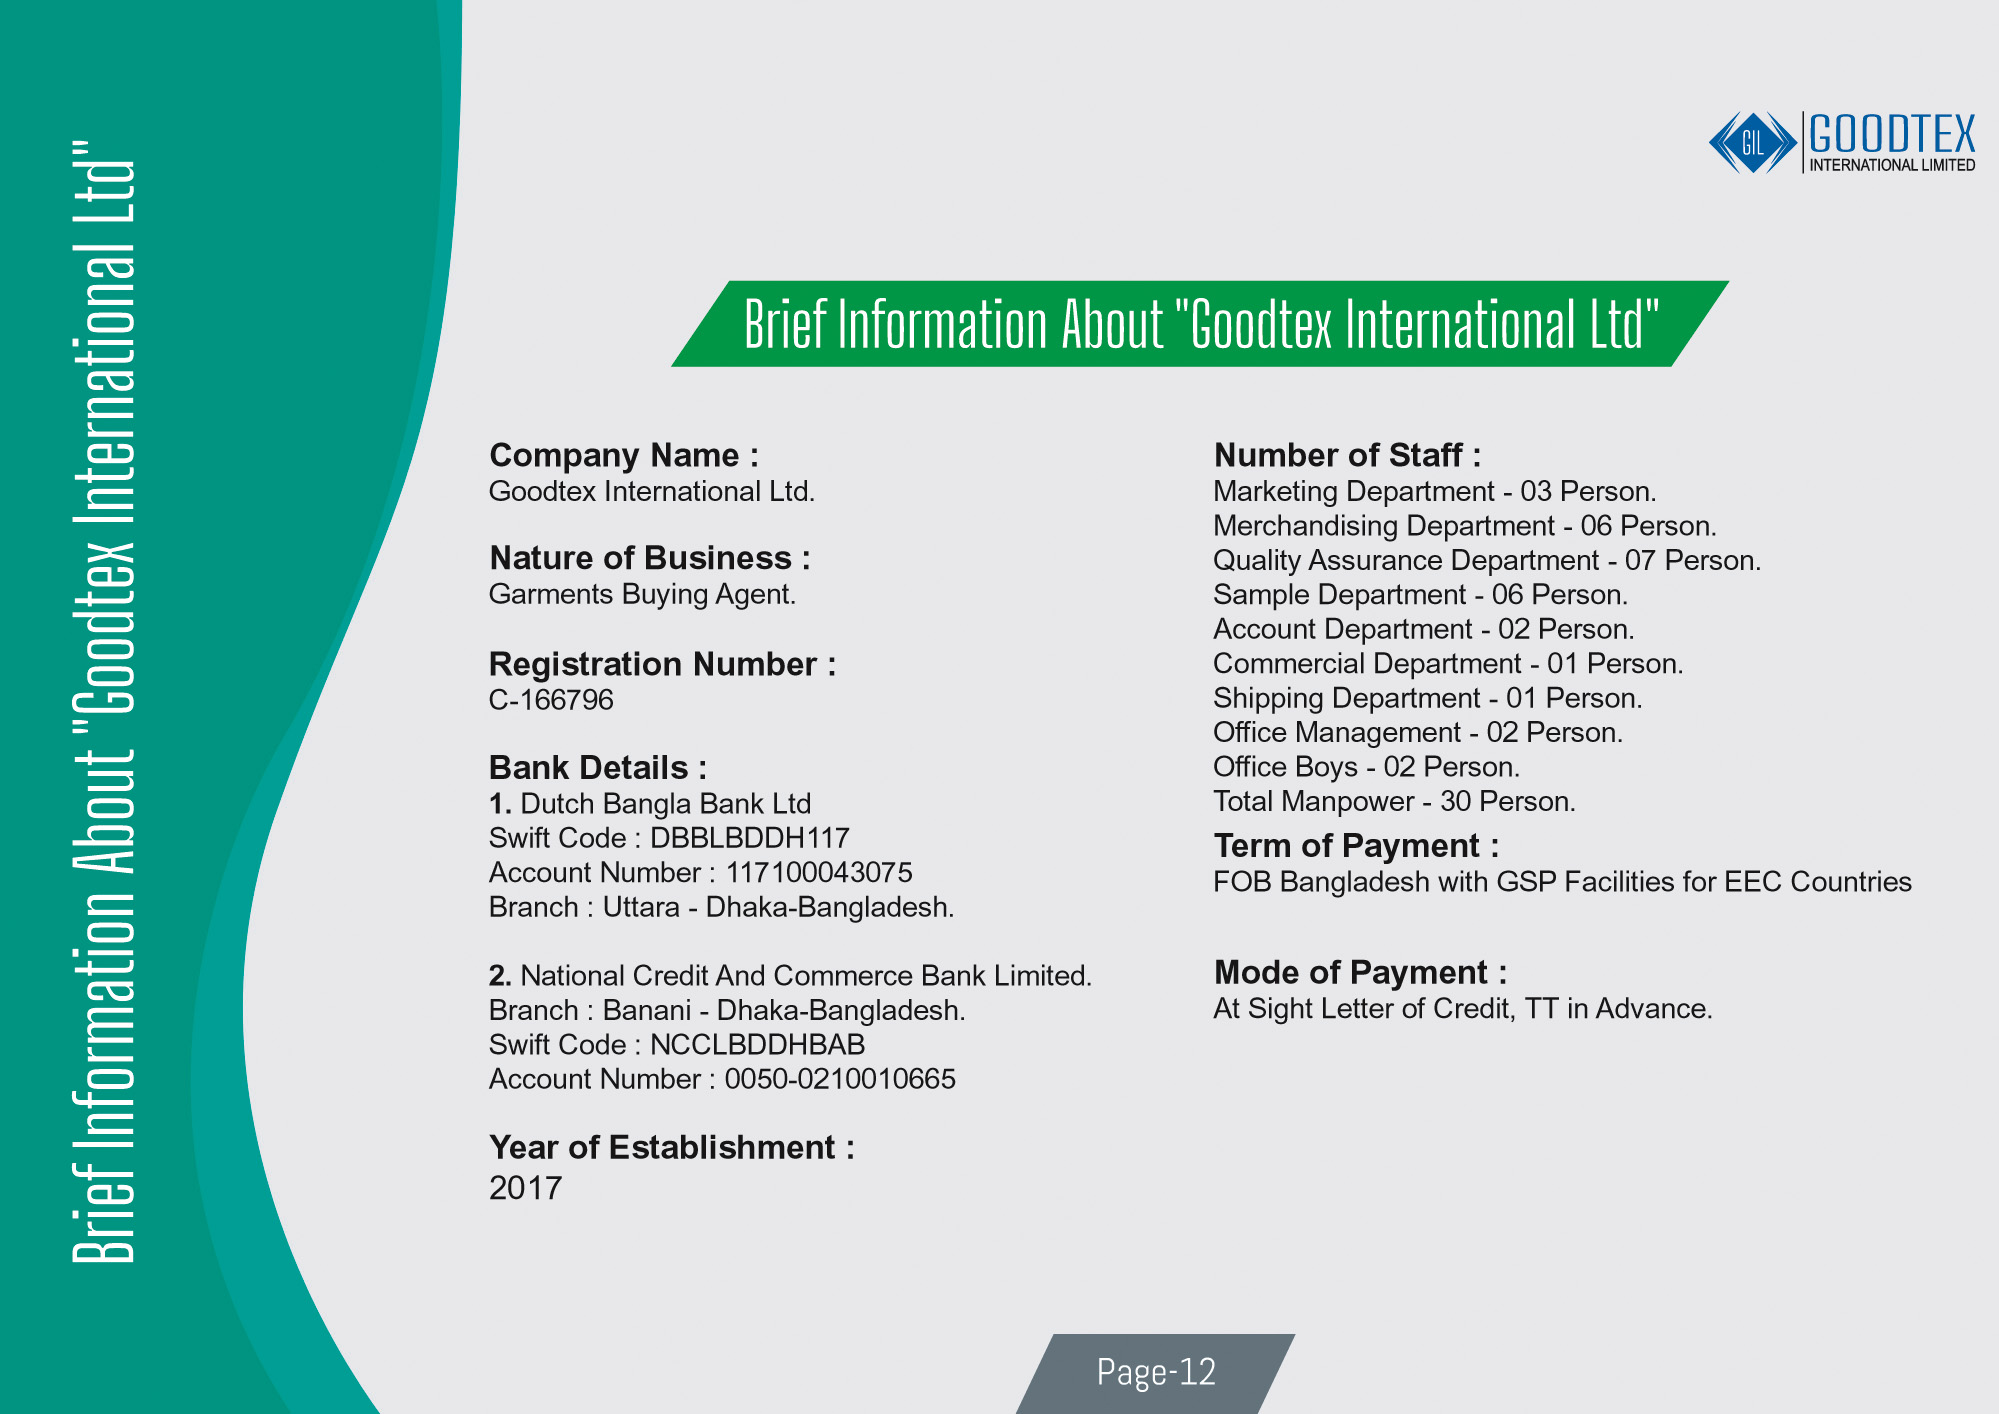 Brief Information About "Goodtex International Ltd"
GIL
GOODTEX
INTERNATIONAL LIMITED
Brief Information About "Goodtex International Ltd"
Company Name :
Goodtex International Ltd.
Nature of Business :
Garments Buying Agent.
Registration Number :
C-166796
Bank Details :
1. Dutch Bangla Bank Ltd
Swift Code : DBBLBDDH117
Account Number : 117100043075
Branch : Uttara - Dhaka-Bangladesh.
2. National Credit And Commerce Bank Limited.
Branch : Banani - Dhaka-Bangladesh.
Swift Code : NCCLBDDHBAB
Account Number : 0050-0210010665
Year of Establishment :
2017
Number of Staff :
Marketing Department - 03 Person.
Merchandising Department - 06 Person.
Quality Assurance Department - 07 Person.
Sample Department - 06 Person.
Account Department - 02 Person.
Commercial Department - 01 Person.
Shipping Department - 01 Person.
Office Management - 02 Person.
Office Boys - 02 Person.
Total Manpower - 30 Person.
Term of Payment :
FOB Bangladesh with GSP Facilities for EEC Countries
Mode of Payment :
At Sight Letter of Credit, TT in Advance.
Page-12